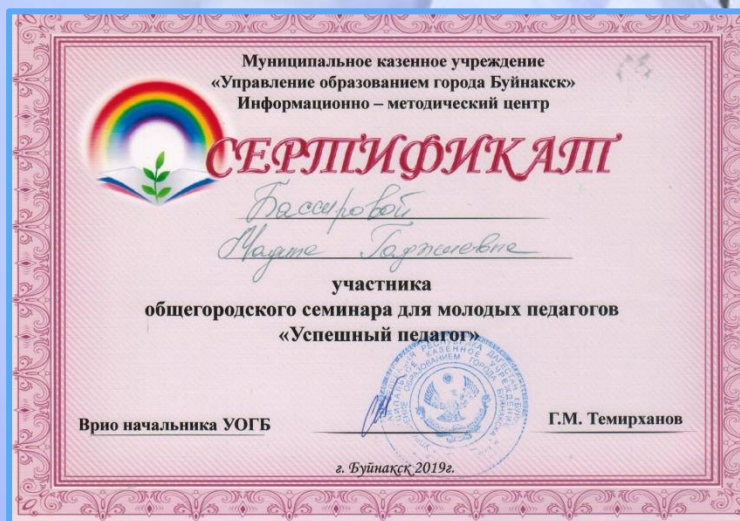 Муниципальное казенное учреждение
«Управление образованием города Буйнакск»
Информационно – методический центр
СЕРТИФИКАТ
Бассировой
Гаджиевна
участника
общегородского семинара для молодых педагогов
«Успешный педагог»
Врио начальника УОГБ
Г.М. Темирханов
г. Буйнакск 2019г.